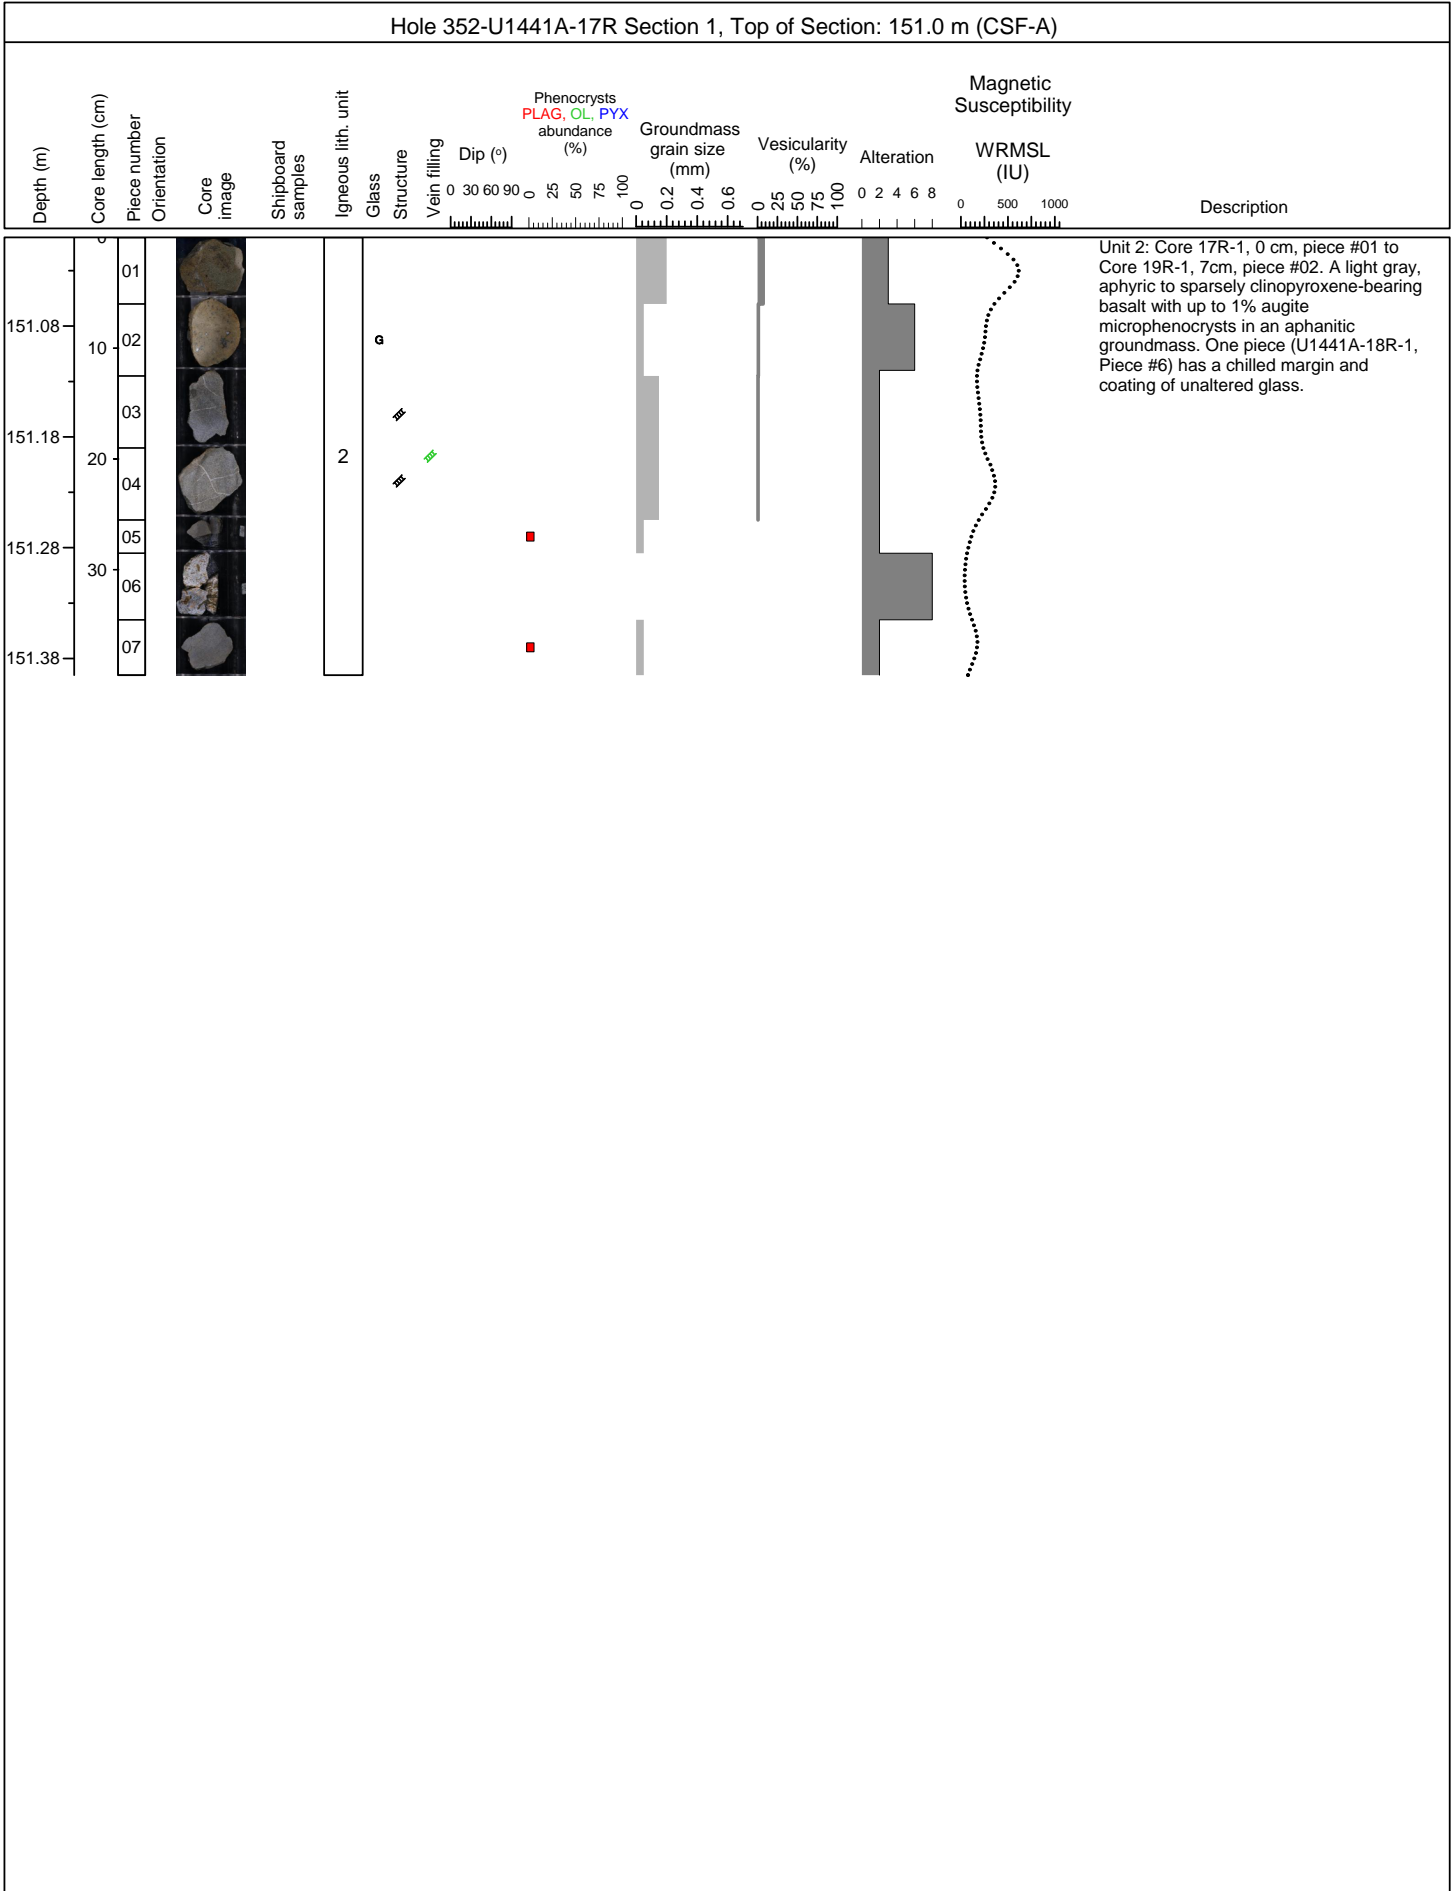 Hole 352-U1441A-17R Section 1, Top of Section: 151.0 m (CSF-A)
Depth (m)
Core length (cm)
Piece number
Orientation
Core
image
Shipboard
samples
Igneous lith. unit
Glass
Structure
Vein filling
Dip (º)
0 30 60 90
Phenocrysts
PLAG, OL, PYX
abundance
(%)
0 25 50 75 100
Groundmass
grain size
(mm)
0 0.2 0.4 0.6
Vesicularity
(%)
0 25 50 75 100
Alteration
0 2 4 6 8
Magnetic
Susceptibility
WRMSL
(IU)
0 500 1000
Description
151.08
151.18
151.28
151.38
0
10
20
30
01
02
03
04
05
06
07
2
G
Unit 2: Core 17R-1, 0 cm, piece #01 to
Core 19R-1, 7cm, piece #02. A light gray,
aphyric to sparsely clinopyroxene-bearing
basalt with up to 1% augite
microphenocrysts in an aphanitic
groundmass. One piece (U1441A-18R-1,
Piece #6) has a chilled margin and
coating of unaltered glass.